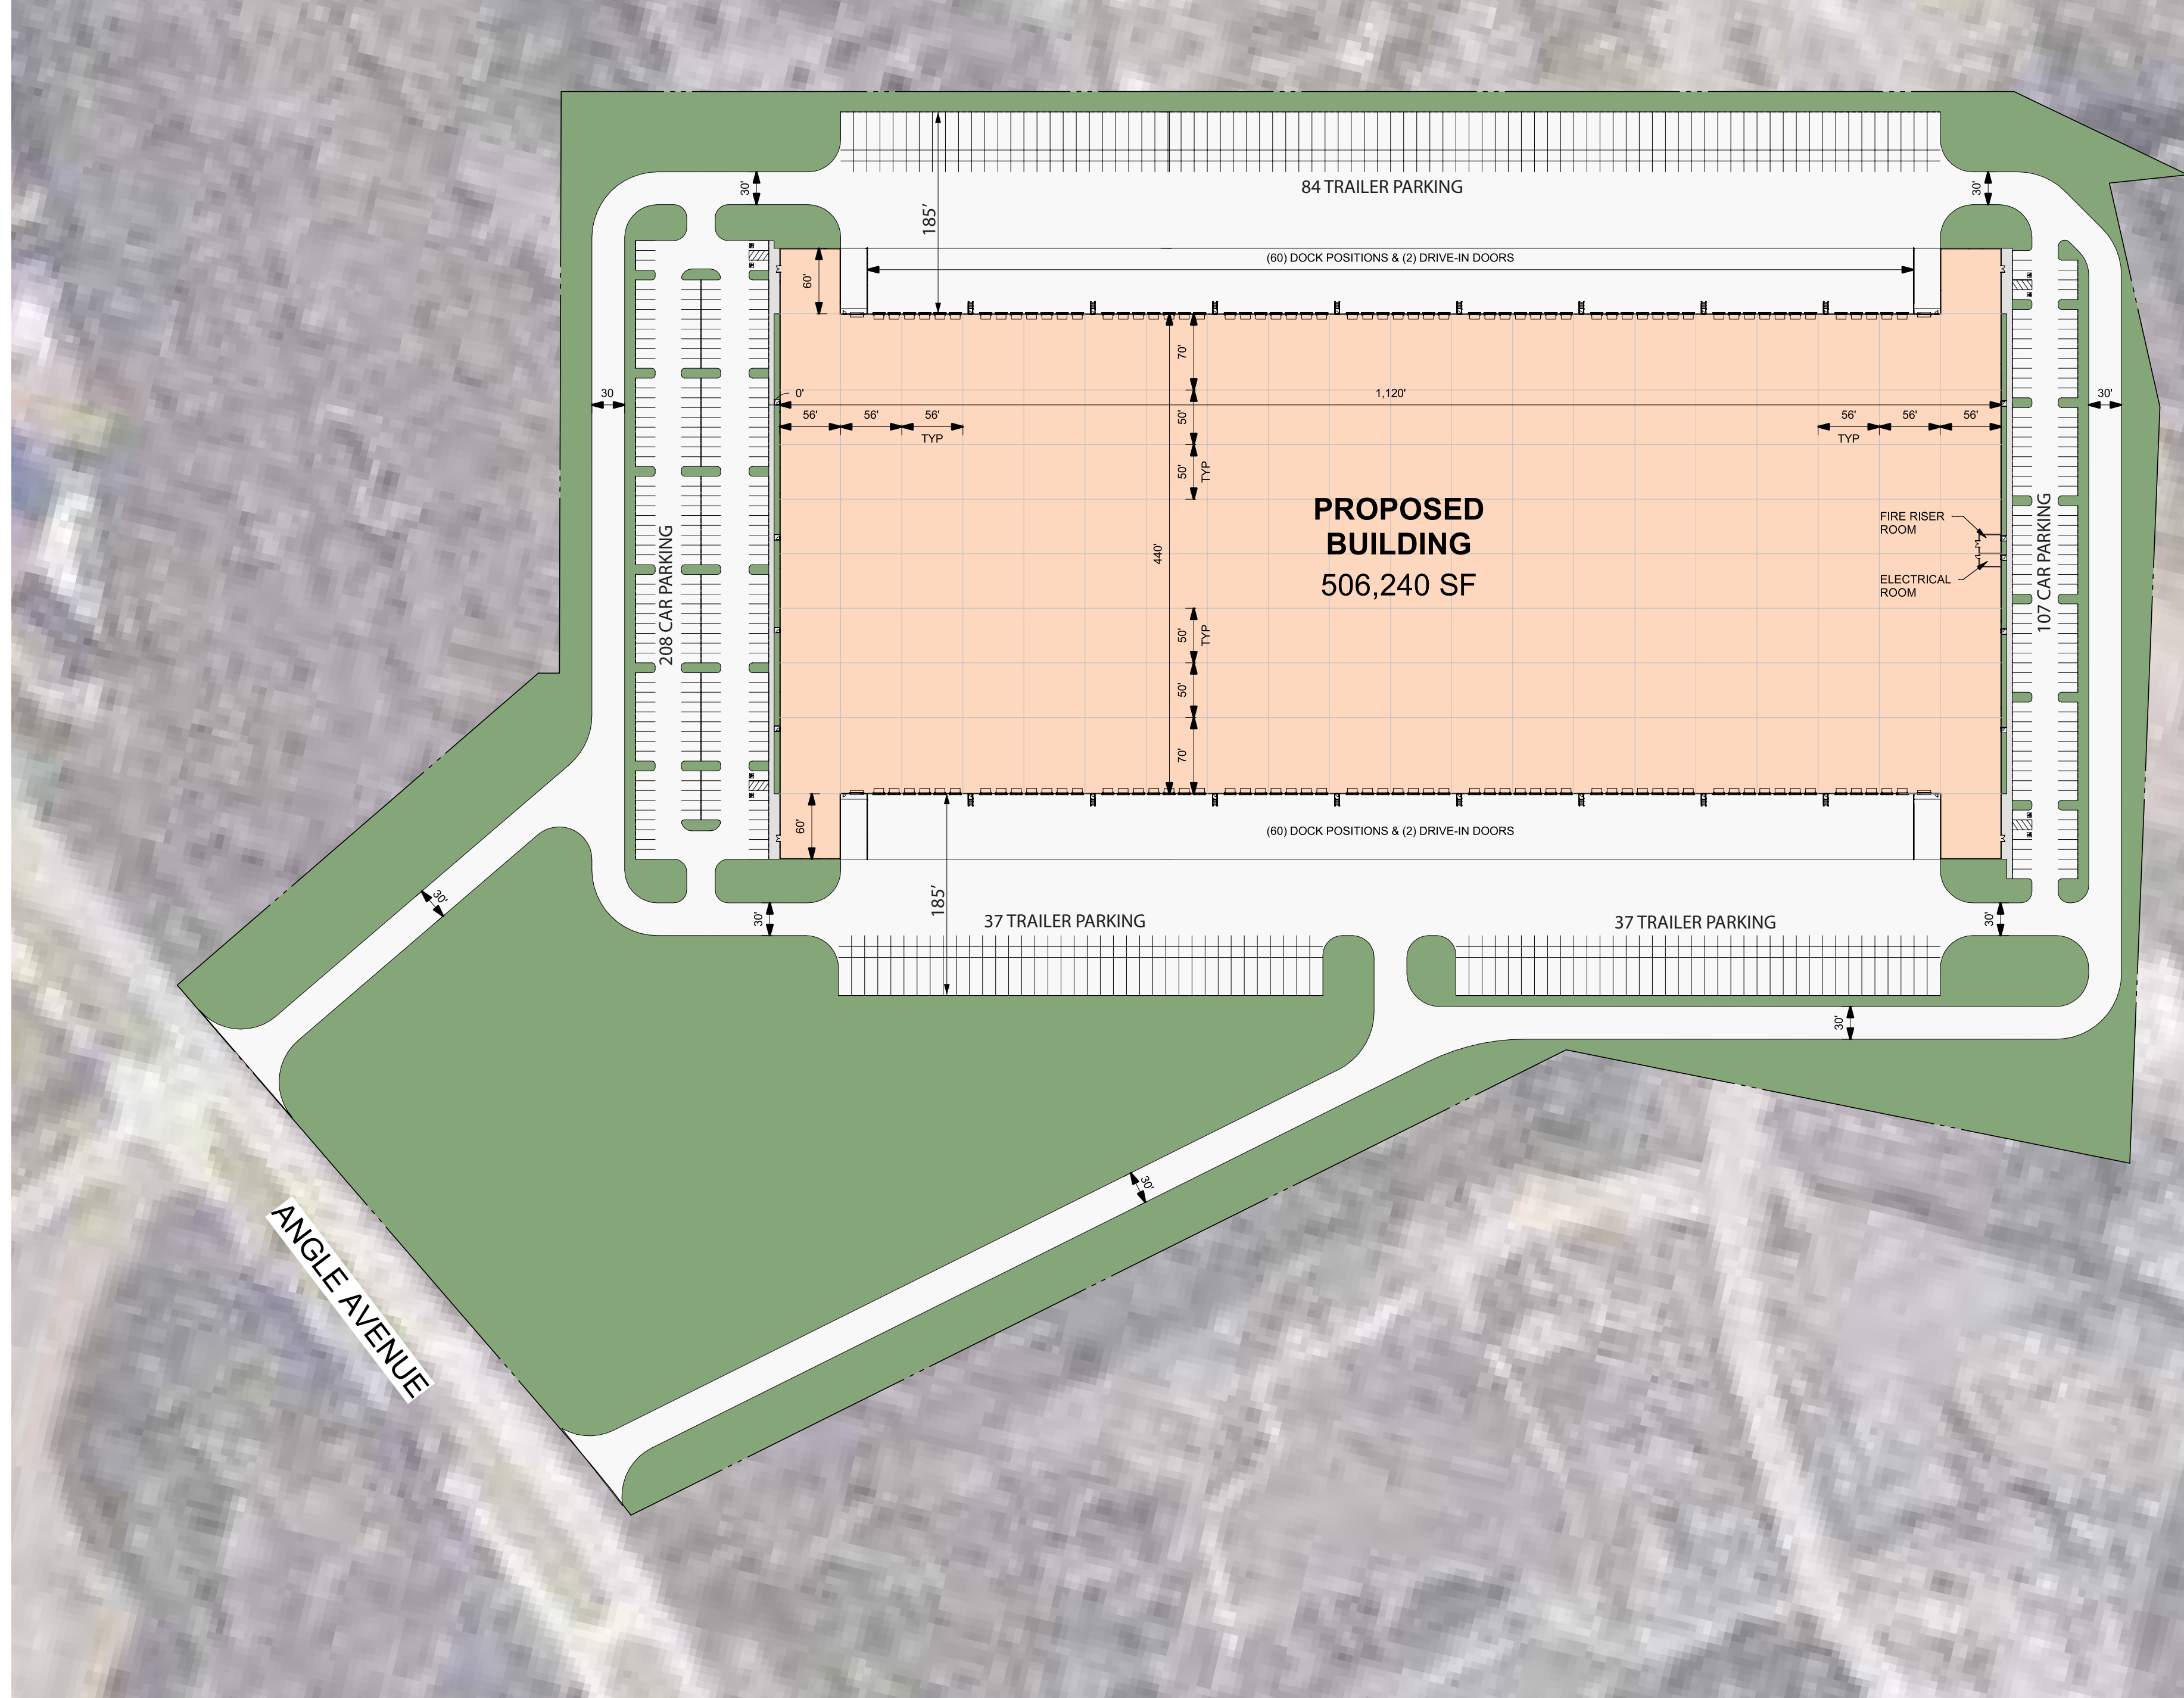 84 TRAILER PARKING
30'
30'
185'
(60) DOCK POSITIONS & (2) DRIVE-IN DOORS
60'
70'
30
0'
1,120'
30'
56'
56'
56'
TYP
50'
56'
56'
56'
TYP
50'
TYP
PROPOSED
BUILDING
506,240 SF
440'
FIRE RISER
ROOM
ELECTRICAL
ROOM
208 CAR PARKING
107 CAR PARKING
50'
TYP
50'
70'
60'
(60) DOCK POSITIONS & (2) DRIVE-IN DOORS
30'
185'
30'
37 TRAILER PARKING
37 TRAILER PARKING
30'
30'
30'
ANGLE AVENUE